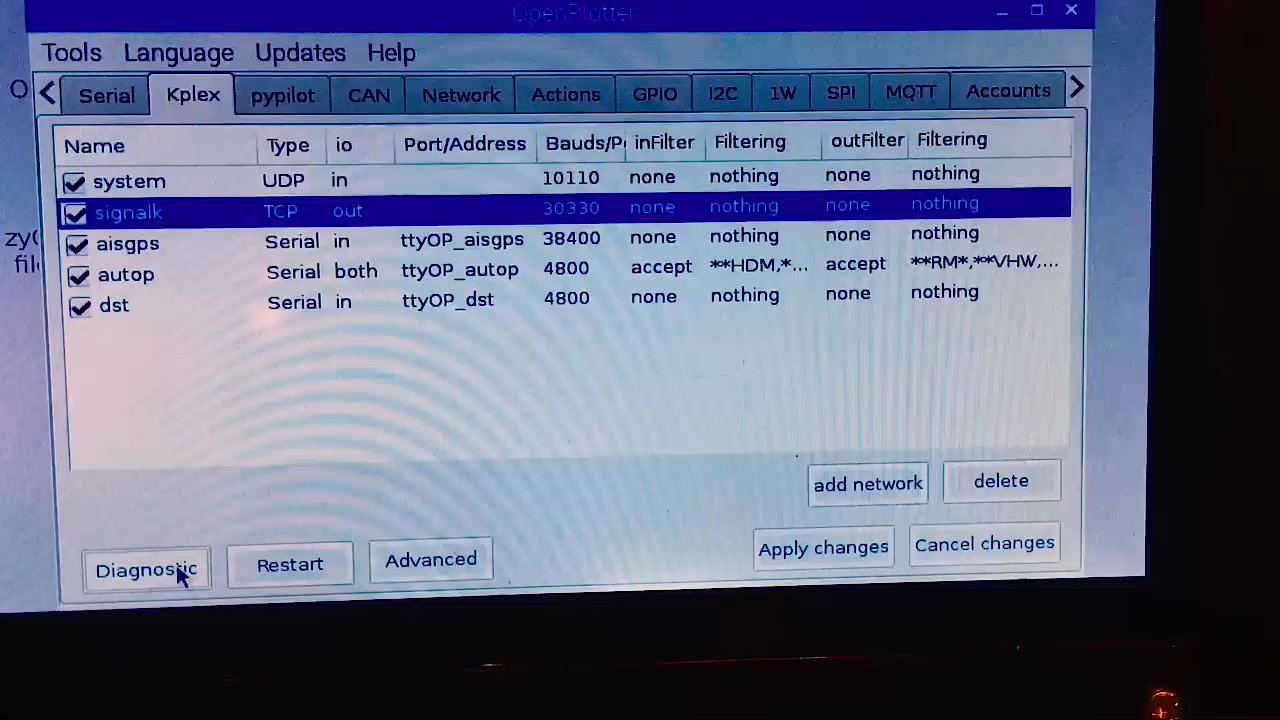 OpenPlotter
Tools Language Updates Help
O < Serial Kplex pypilot CAN Network Actions GPIO I2C 1W SPI MQTT Accounts >
Name Type io Port/Address Bauds/P inFilter Filtering outFilter Filtering
system UDP in 10110 none nothing none nothing
signalk TCP out 30330 none nothing none nothing
aisgps Serial in ttyOP_aisgps 38400 none nothing none nothing
autop Serial both ttyOP_autop 4800 accept **HDM,*... accept **RM*,**VHW,...
dst Serial in ttyOP_dst 4800 none nothing none nothing
add network delete
Diagnostic Restart Advanced Apply changes Cancel changes